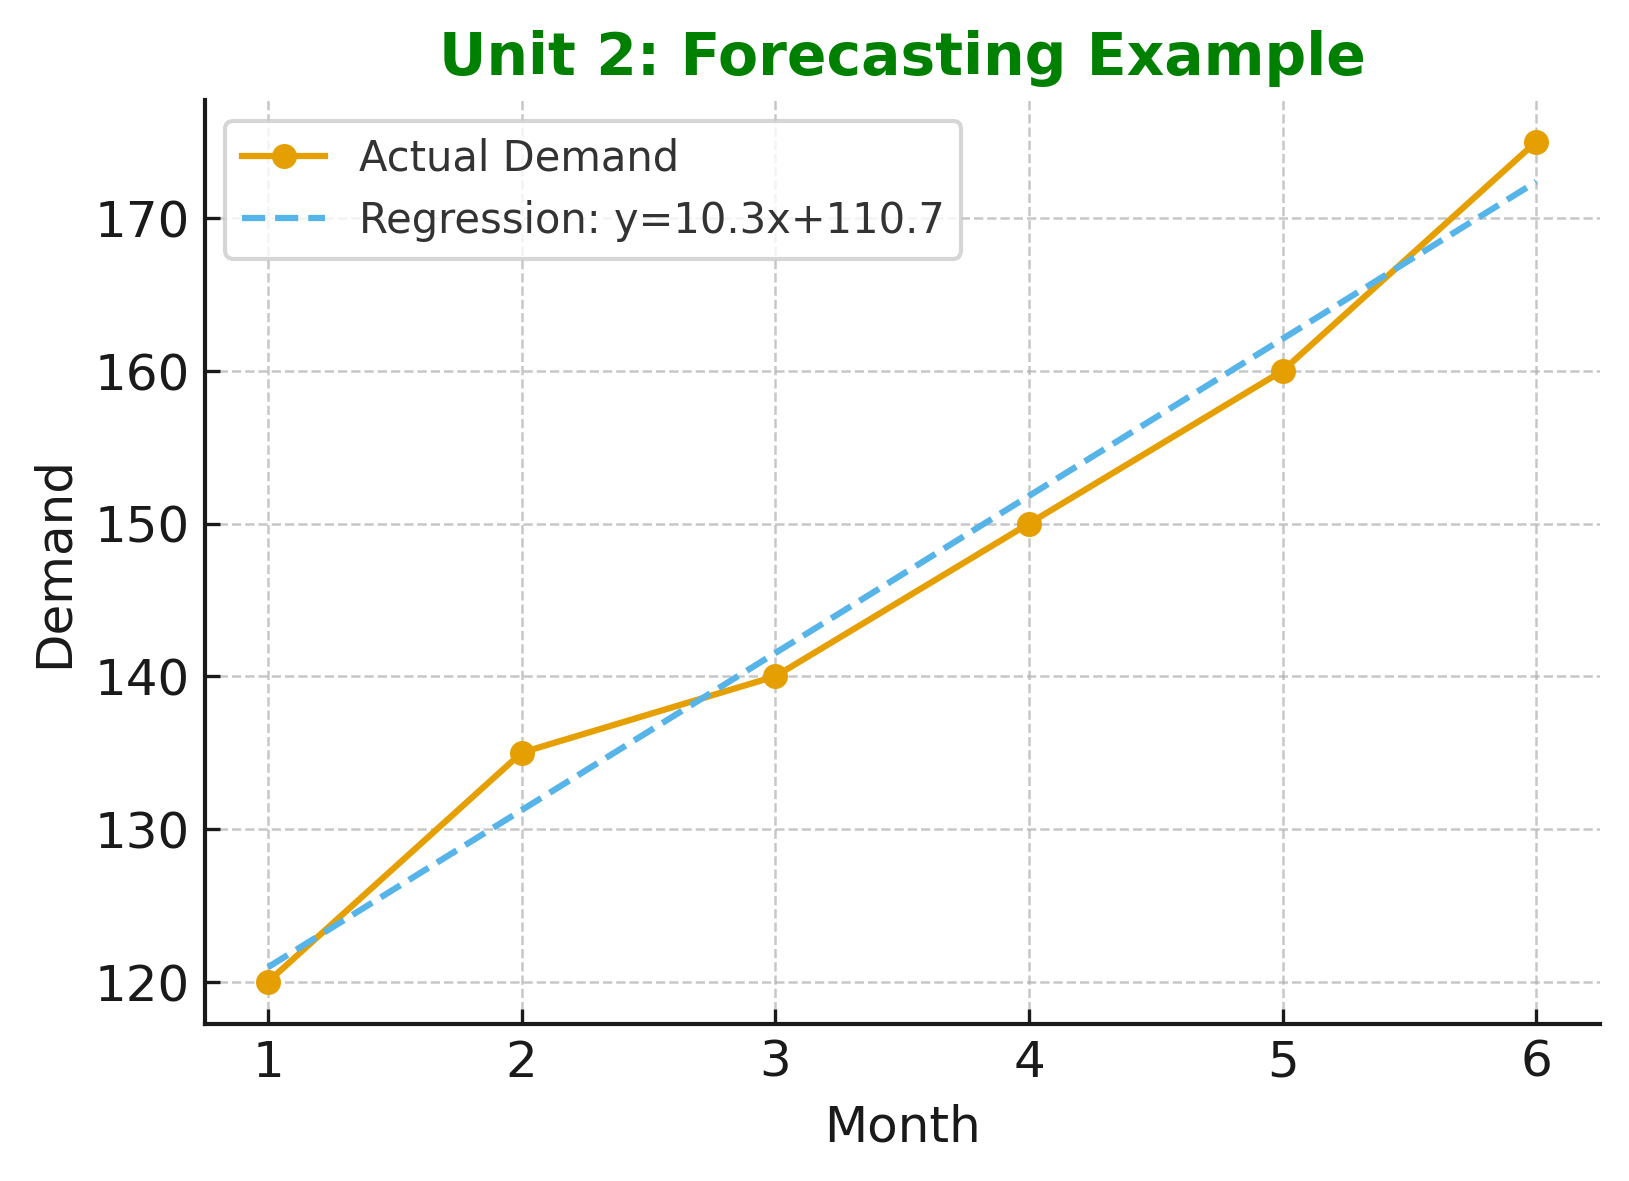 Unit 2: Forecasting Example
Actual Demand
Regression: y=10.3x+110.7
170
160
150
140
130
120
Demand
1 2 3 4 5 6
Month